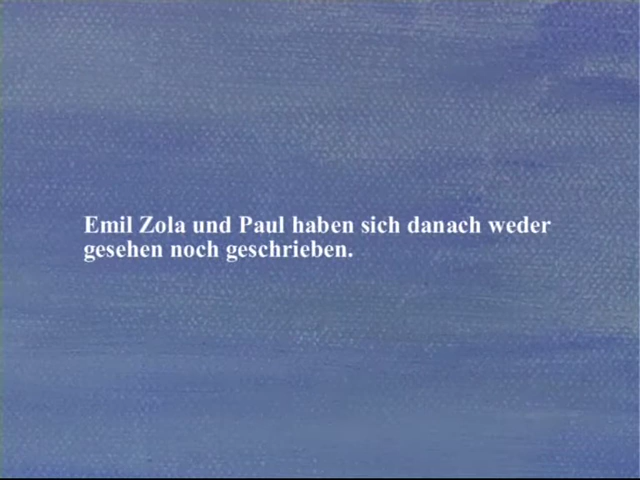 Emil Zola und Paul haben sich danach weder
gesehen noch geschrieben.